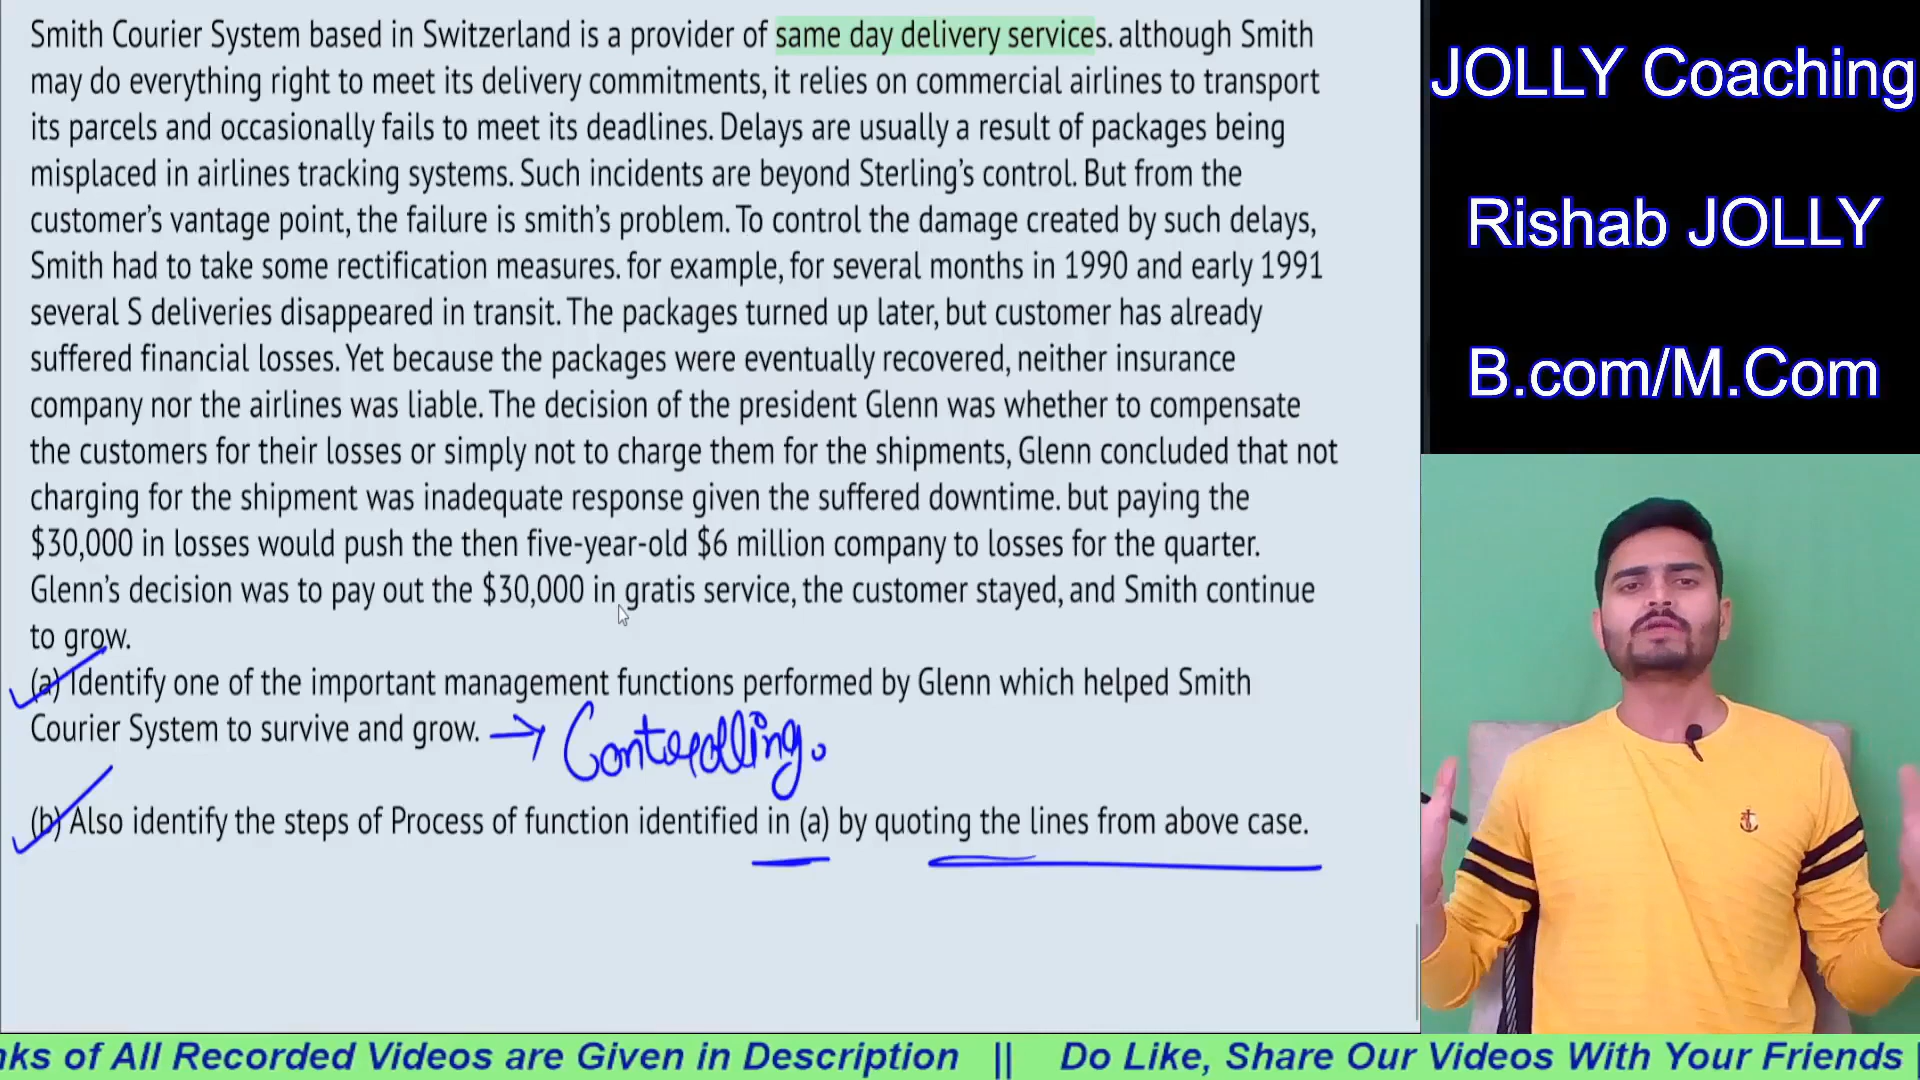 Smith Courier System based in Switzerland is a provider of same day delivery services. although Smith
may do everything right to meet its delivery commitments, it relies on commercial airlines to transport
its parcels and occasionally fails to meet its deadlines. Delays are usually a result of packages being
misplaced in airlines tracking systems. Such incidents are beyond Sterling's control. But from the
customer's vantage point, the failure is smith's problem. To control the damage created by such delays,
Smith had to take some rectification measures. for example, for several months in 1990 and early 1991
several S deliveries disappeared in transit. The packages turned up later, but customer has already
suffered financial losses. Yet because the packages were eventually recovered, neither insurance
company nor the airlines was liable. The decision of the president Glenn was whether to compensate
the customers for their losses or simply not to charge them for the shipments, Glenn concluded that not
charging for the shipment was inadequate response given the suffered downtime. but paying the
$30,000 in losses would push the then five-year-old $6 million company to losses for the quarter.
Glenn's decision was to pay out the $30,000 in gratis service, the customer stayed, and Smith continue
to grow.
(a) Identify one of the important management functions performed by Glenn which helped Smith
Courier System to survive and grow. → Controlling.
(b) Also identify the steps of Process of function identified in (a) by quoting the lines from above case.
JOLLY Coaching
Rishab JOLLY
B.com/M.Com
nks of All Recorded Videos are Given in Description || Do Like, Share Our Videos With Your Friends